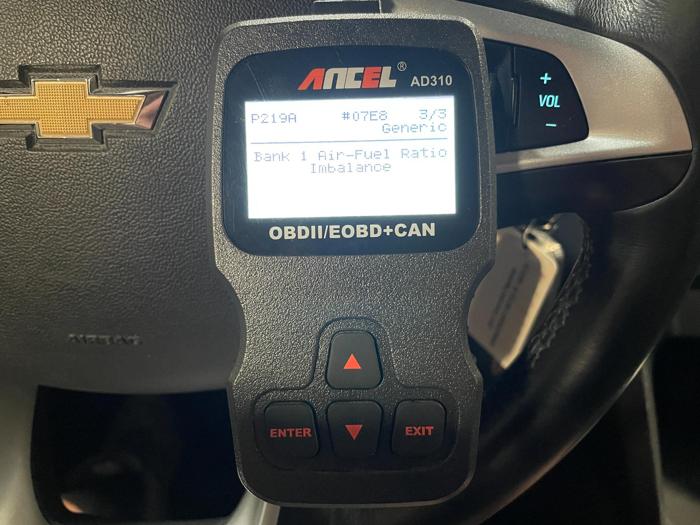 ANCEL® AD310
P219A #07E8 3/3
Generic
Bank 1 Air-Fuel Ratio
Imbalance
OBDII/EOBD+CAN
+
VOL
−
AIRBAG
ENTER
EXIT